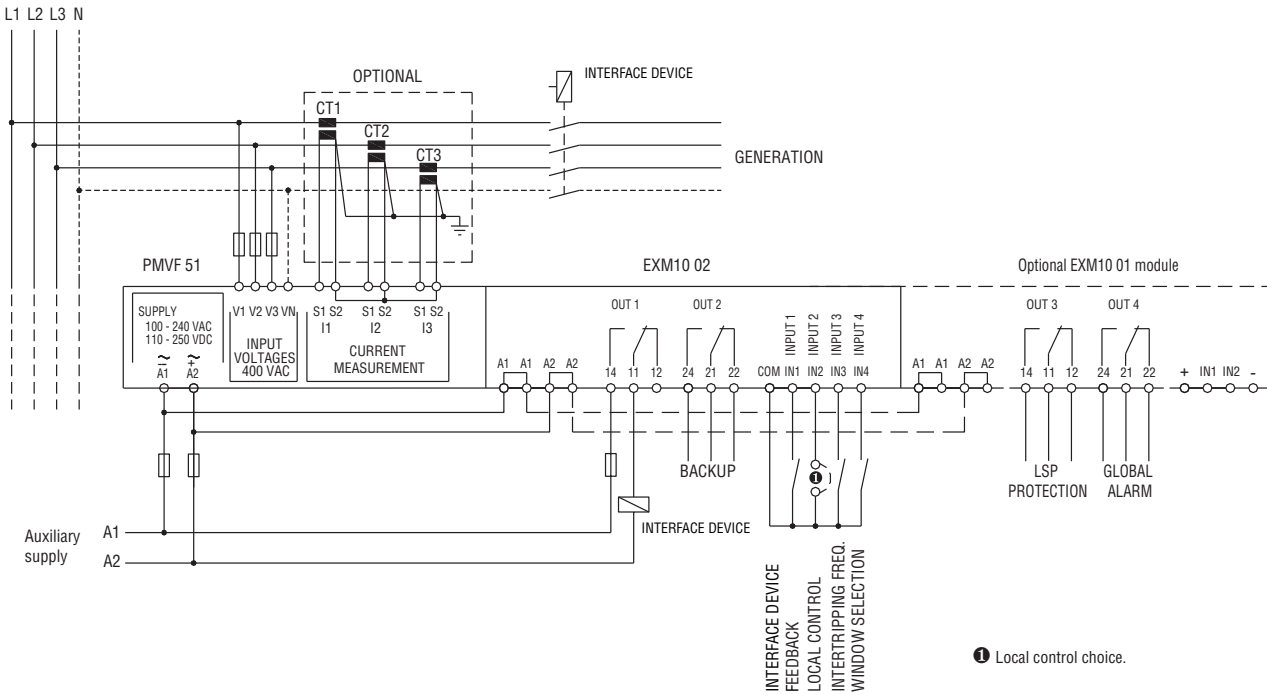 L1 L2 L3 N
OPTIONAL
INTERFACE DEVICE
CT1
CT2
CT3
GENERATION
PMVF 51
EXM10 02
Optional EXM10 01 module
SUPPLY
100 - 240 VAC
110 - 250 VDC
~ ~
– +
A1 A2
V1 V2 V3 VN
INPUT
VOLTAGES
400 VAC
S1 S2 S1 S2 S1 S2
I1 I2 I3
CURRENT
MEASUREMENT
A1 A1 A2 A2
OUT 1
14 11 12
OUT 2
24 21 22
INPUT 1
INPUT 2
INPUT 3
INPUT 4
COM IN1 IN2 IN3 IN4
A1 A1 A2 A2
OUT 3
14 11 12
OUT 4
24 21 22
+ IN1 IN2 -
BACKUP
❶
LSP
PROTECTION
GLOBAL
ALARM
INTERFACE DEVICE
Auxiliary
supply
A1
A2
INTERFACE DEVICE
FEEDBACK
LOCAL CONTROL
INTERTRIPPING FREQ.
WINDOW SELECTION
❶ Local control choice.